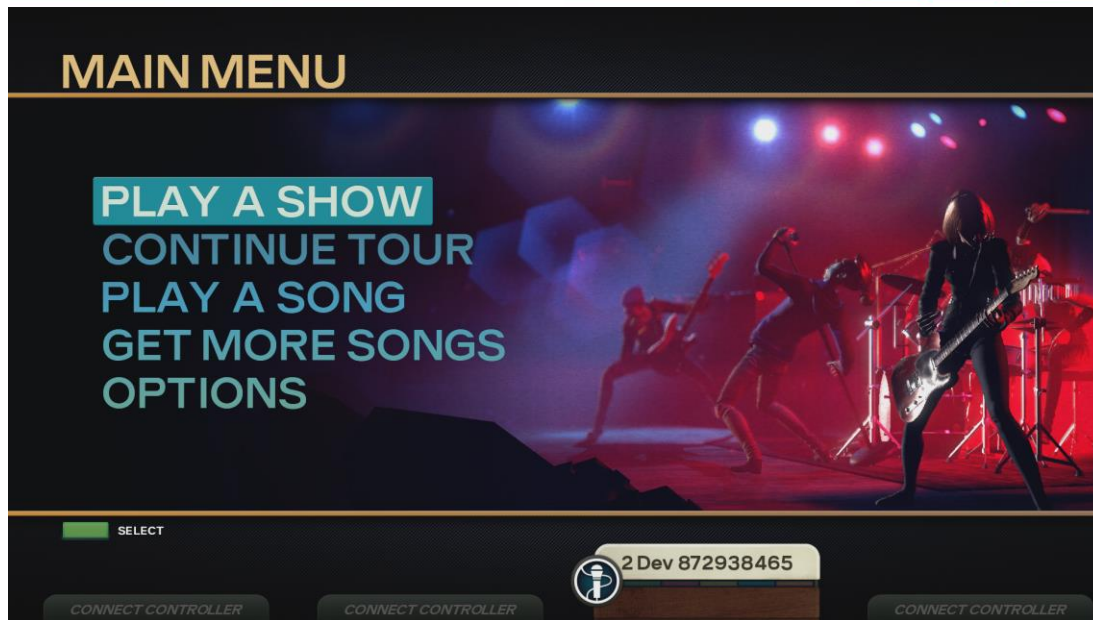 MAIN MENU
PLAY A SHOW
CONTINUE TOUR
PLAY A SONG
GET MORE SONGS
OPTIONS
SELECT
2 Dev 872938465
CONNECT CONTROLLER
CONNECT CONTROLLER
CONNECT CONTROLLER